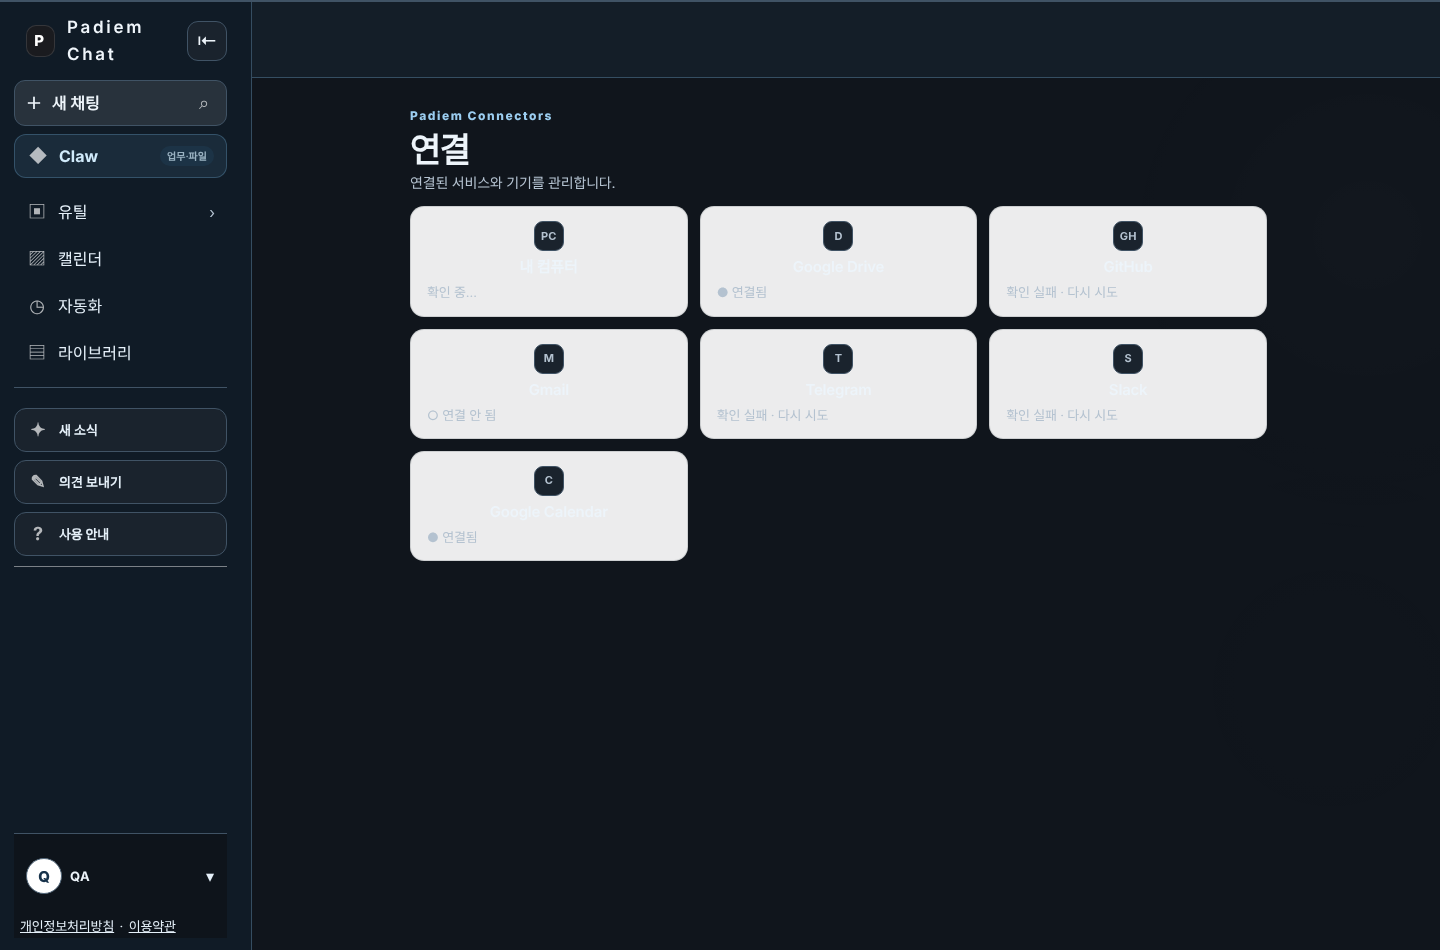 P
Padiem
Chat
새 채팅
Claw
업무·파일
유틸
캘린더
자동화
라이브러리
새 소식
의견 보내기
? 사용 안내
Q
QA
개인정보처리방침 · 이용약관
Padiem Connectors
연결
연결된 서비스와 기기를 관리합니다.
PC
내 컴퓨터
확인 중...
D
Google Drive
연결됨
GH
GitHub
확인 실패 · 다시 시도
M
Gmail
연결 안 됨
T
Telegram
확인 실패 · 다시 시도
S
Slack
확인 실패 · 다시 시도
C
Google Calendar
연결됨